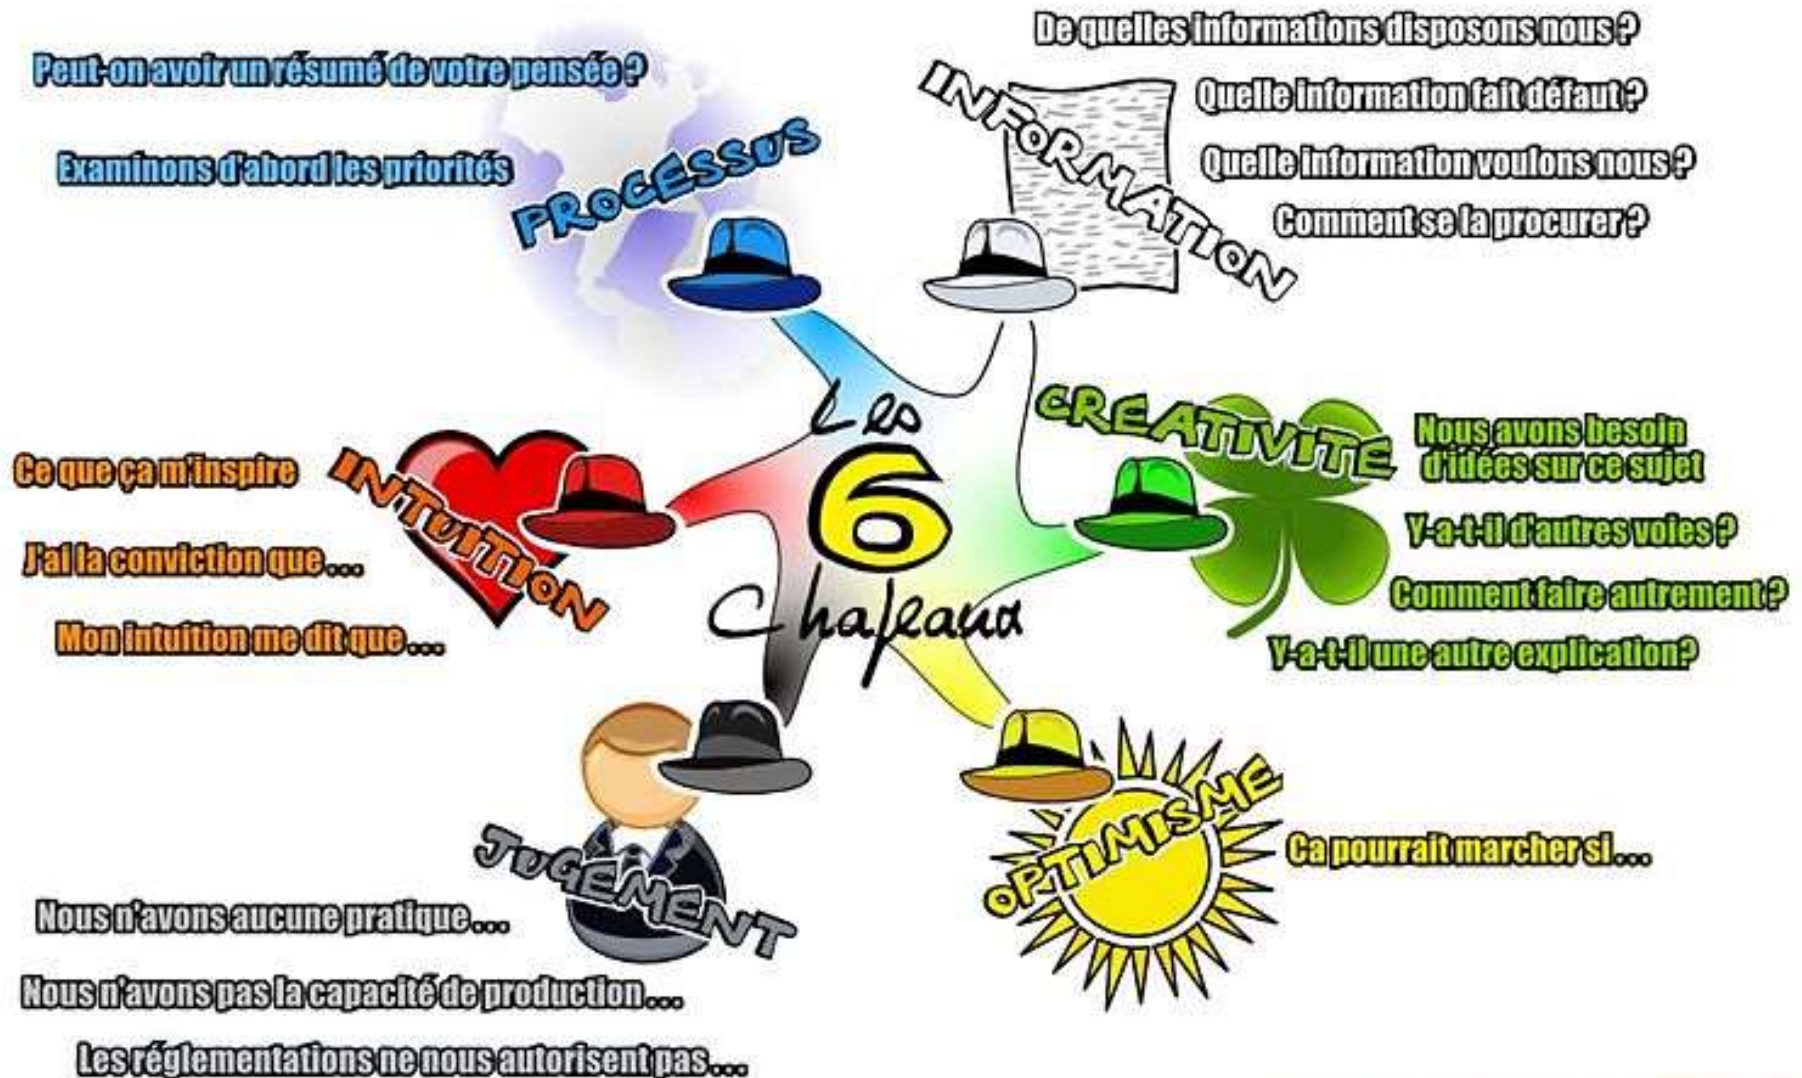 Peut-on avoir un résumé de votre pensée ?
Examinons d'abord les priorités
PROCESSUS
De quelles informations disposons nous ?
Quelle information fait défaut ?
Quelle information voulons nous ?
Comment se la procurer ?
INFORMATION
Les
6
Chapeaux
CREATIVITE
Nous avons besoin
d'idées sur ce sujet
Y-a-t-il d'autres voies ?
Comment faire autrement ?
Y-a-t-il une autre explication?
INTUITION
Ce que ça m'inspire
J'ai la conviction que...
Mon intuition me dit que...
JUGEMENT
Nous n'avons aucune pratique...
Nous n'avons pas la capacité de production...
Les réglementations ne nous autorisent pas...
OPTIMISME
Ca pourrait marcher si...